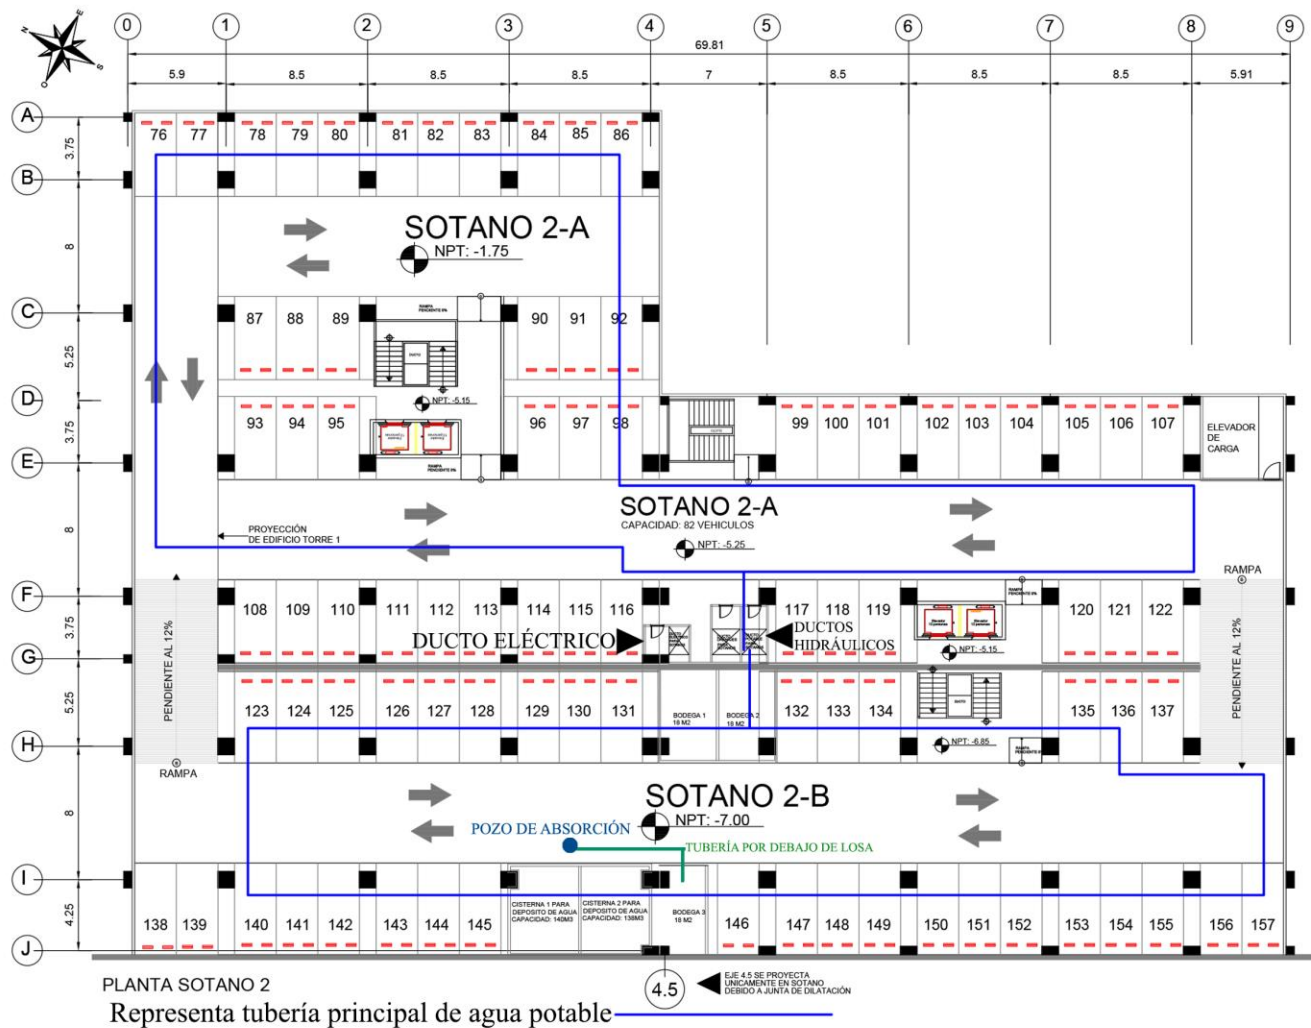 0 1 2 3 4 5 6 7 8 9
69.81
5.9 8.5 8.5 8.5 7 8.5 8.5 8.5 5.91
N E S O
A
3.75
B
8
C
5.25
D
3.75
E
8
F
3.75
G
5.25
H
8
I
4.25
J
76 77 78 79 80 81 82 83 84 85 86
SOTANO 2-A
NPT: -1.75
RAMPA
PENDIENTE 5%
87 88 89 90 91 92
DUCTO
NPT: -5.15
93 94 95 96 97 98 99 100 101 102 103 104 105 106 107
ELEVADOR
DE
CARGA
RAMPA
PENDIENTE 5%
SOTANO 2-A
CAPACIDAD: 82 VEHICULOS
NPT: -5.25
PROYECCIÓN
DE EDIFICIO TORRE 1
RAMPA
108 109 110 111 112 113 114 115 116 117 118 119 120 121 122
RAMPA
PENDIENTE 5%
DUCTO ELÉCTRICO
DUCTOS
HIDRÁULICOS
NPT: -5.15
PENDIENTE AL 12%
PENDIENTE AL 12%
123 124 125 126 127 128 129 130 131 132 133 134 135 136 137
BODEGA 1
18 M2
BODEGA 2
18 M2
DUCTO
NPT: -6.85
RAMPA
RAMPA
SOTANO 2-B
NPT: -7.00
POZO DE ABSORCIÓN
TUBERÍA POR DEBAJO DE LOSA
CISTERNA 1 PARA
DEPOSITO DE AGUA
CAPACIDAD: 140M3
CISTERNA 2 PARA
DEPOSITO DE AGUA
CAPACIDAD: 138M3
BODEGA 3
18 M2
138 139 140 141 142 143 144 145 146 147 148 149 150 151 152 153 154 155 156 157
4.5
EJE 4.5 SE PROYECTA
UNICAMENTE EN SOTANO
DEBIDO A JUNTA DE DILATACIÓN
PLANTA SOTANO 2
Representa tubería principal de agua potable